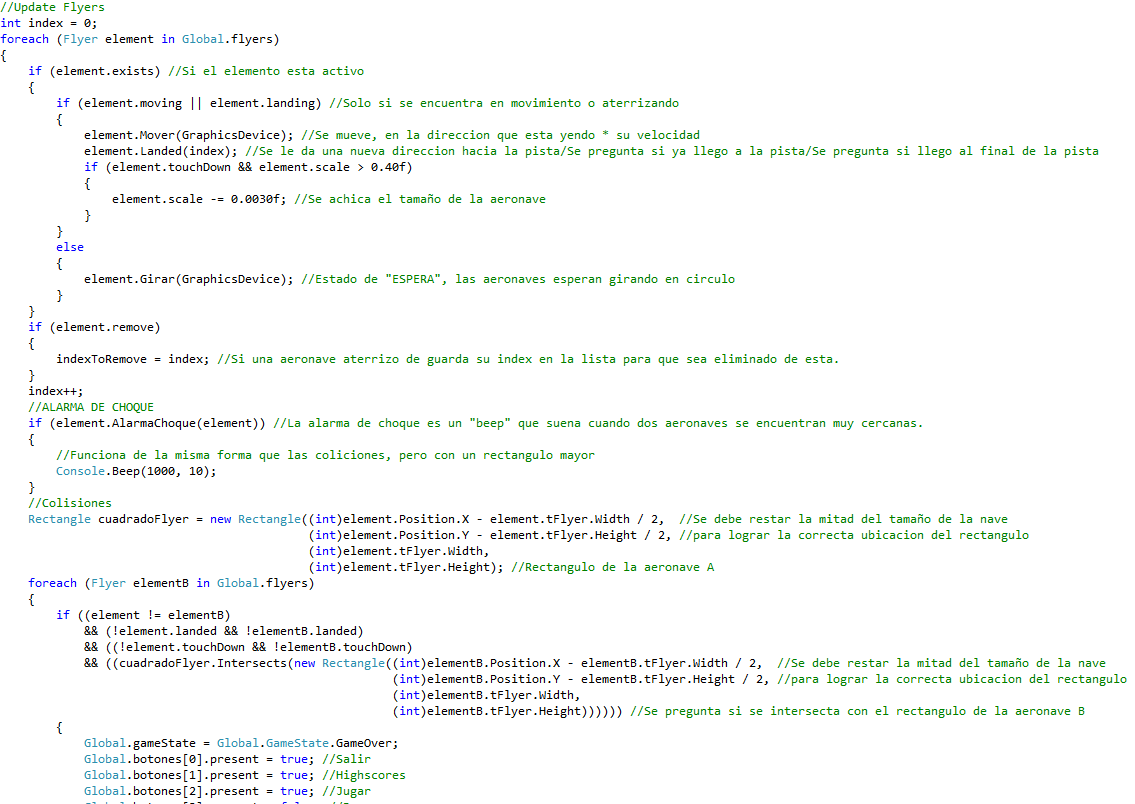 //Update Flyers
int index = 0;
foreach (Flyer element in Global.flyers)
{
    if (element.exists) //Si el elemento esta activo
    {
        if (element.moving || element.landing) //Solo si se encuentra en movimiento o aterrizando
        {
            element.Mover(GraphicsDevice); //Se mueve, en la direccion que esta yendo * su velocidad
            element.Landed(index); //Se le da una nueva direccion hacia la pista/Se pregunta si ya llego a la pista/Se pregunta si llego al final de la pista
            if (element.touchDown && element.scale > 0.40f)
            {
                element.scale -= 0.0030f; //Se achica el tamaño de la aeronave
            }
        }
        else
        {
            element.Girar(GraphicsDevice); //Estado de "ESPERA", las aeronaves esperan girando en circulo
        }
    }
    if (element.remove)
    {
        indexToRemove = index; //Si una aeronave aterrizo de guarda su index en la lista para que sea eliminado de esta.
    }
    index++;
    //ALARMA DE CHOQUE
    if (element.AlarmaChoque(element)) //La alarma de choque es un "beep" que suena cuando dos aeronaves se encuentran muy cercanas.
    {
        //Funciona de la misma forma que las coliciones, pero con un rectangulo mayor
        Console.Beep(1000, 10);
    }
    //Colisiones
    Rectangle cuadradoFlyer = new Rectangle((int)element.Position.X - element.tFlyer.Width / 2,  //Se debe restar la mitad del tamaño de la nave
                                            (int)element.Position.Y - element.tFlyer.Height / 2, //para lograr la correcta ubicacion del rectangulo
                                            (int)element.tFlyer.Width,
                                            (int)element.tFlyer.Height); //Rectangulo de la aeronave A
    foreach (Flyer elementB in Global.flyers)
    {
        if ((element != elementB)
            && (!element.landed && !elementB.landed)
            && ((!element.touchDown && !elementB.touchDown)
            && ((cuadradoFlyer.Intersects(new Rectangle((int)elementB.Position.X - elementB.tFlyer.Width / 2,  //Se debe restar la mitad del tamaño de la nave
                                                        (int)elementB.Position.Y - elementB.tFlyer.Height / 2, //para lograr la correcta ubicacion del rectangulo
                                                        (int)elementB.tFlyer.Width,
                                                        (int)elementB.tFlyer.Height)))))) //Se pregunta si se intersecta con el rectangulo de la aeronave B
        {
            Global.gameState = Global.GameState.GameOver;
            Global.botones[0].present = true; //Salir
            Global.botones[1].present = true; //Highscores
            Global.botones[2].present = true; //Jugar